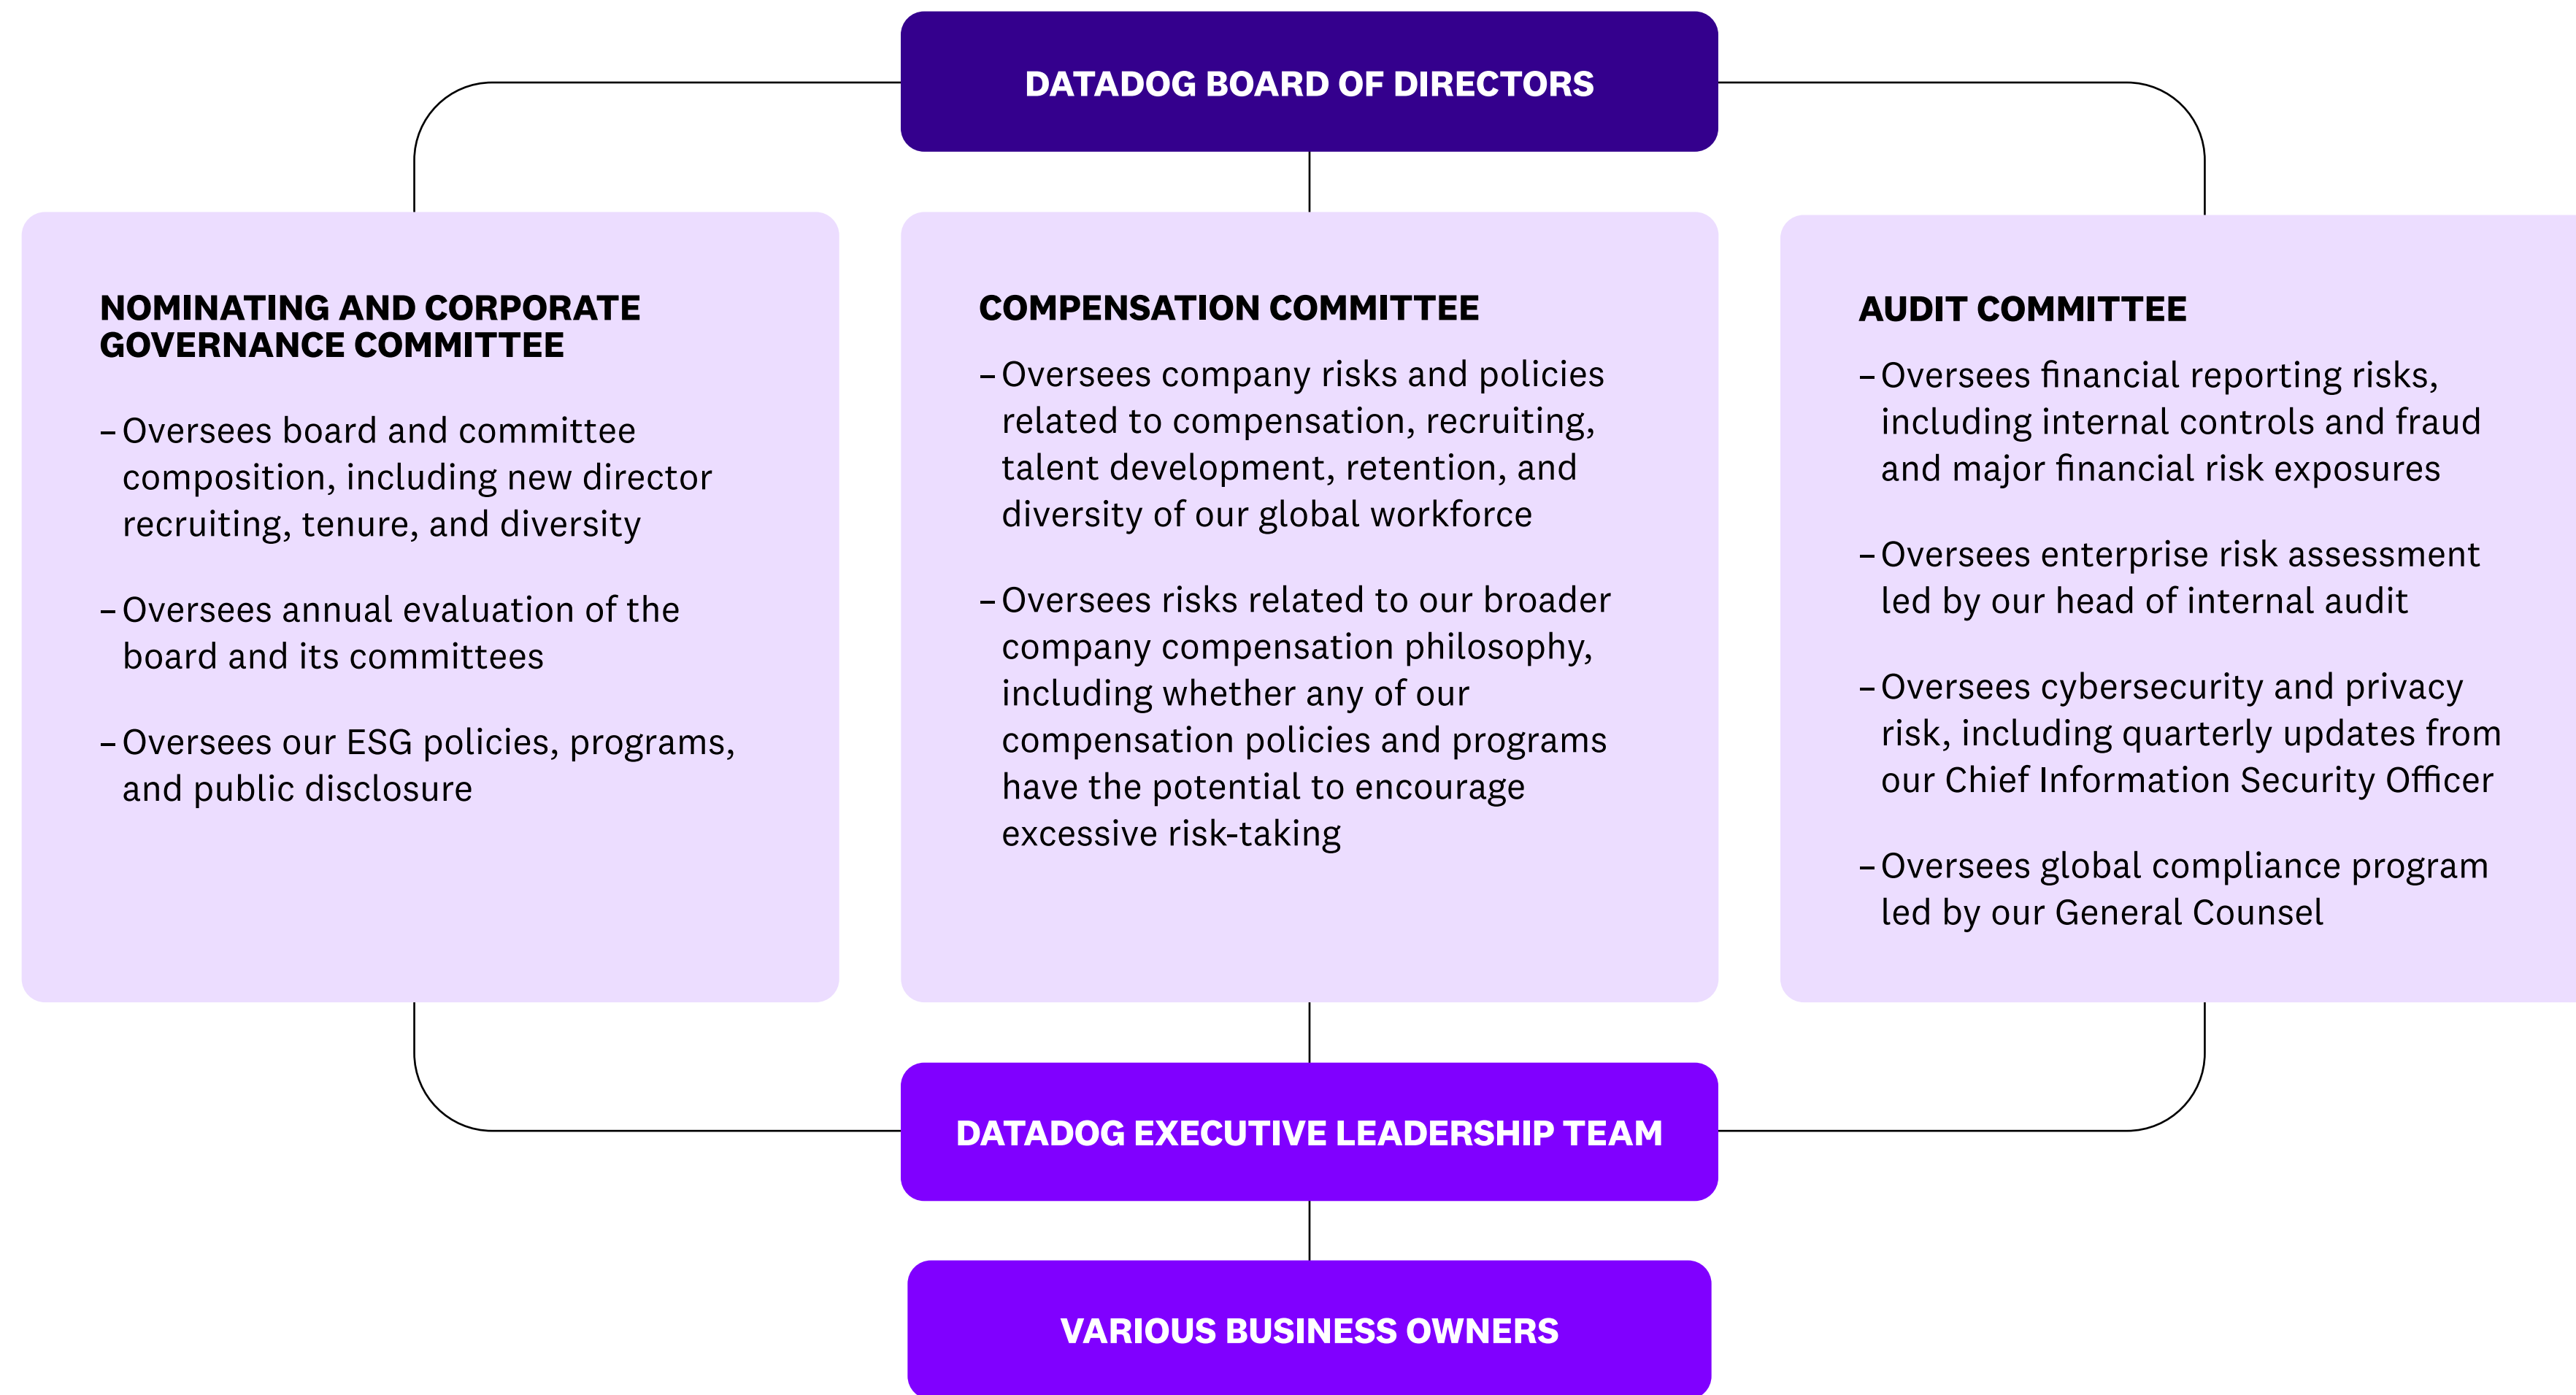 DATADOG BOARD OF DIRECTORS
NOMINATING AND CORPORATE
GOVERNANCE COMMITTEE
– Oversees board and committee
composition, including new director
recruiting, tenure, and diversity
– Oversees annual evaluation of the
board and its committees
– Oversees our ESG policies, programs,
and public disclosure
COMPENSATION COMMITTEE
– Oversees company risks and policies
related to compensation, recruiting,
talent development, retention, and
diversity of our global workforce
– Oversees risks related to our broader
company compensation philosophy,
including whether any of our
compensation policies and programs
have the potential to encourage
excessive risk-taking
AUDIT COMMITTEE
– Oversees financial reporting risks,
including internal controls and fraud
and major financial risk exposures
– Oversees enterprise risk assessment
led by our head of internal audit
– Oversees cybersecurity and privacy
risk, including quarterly updates from
our Chief Information Security Officer
– Oversees global compliance program
led by our General Counsel
DATADOG EXECUTIVE LEADERSHIP TEAM
VARIOUS BUSINESS OWNERS